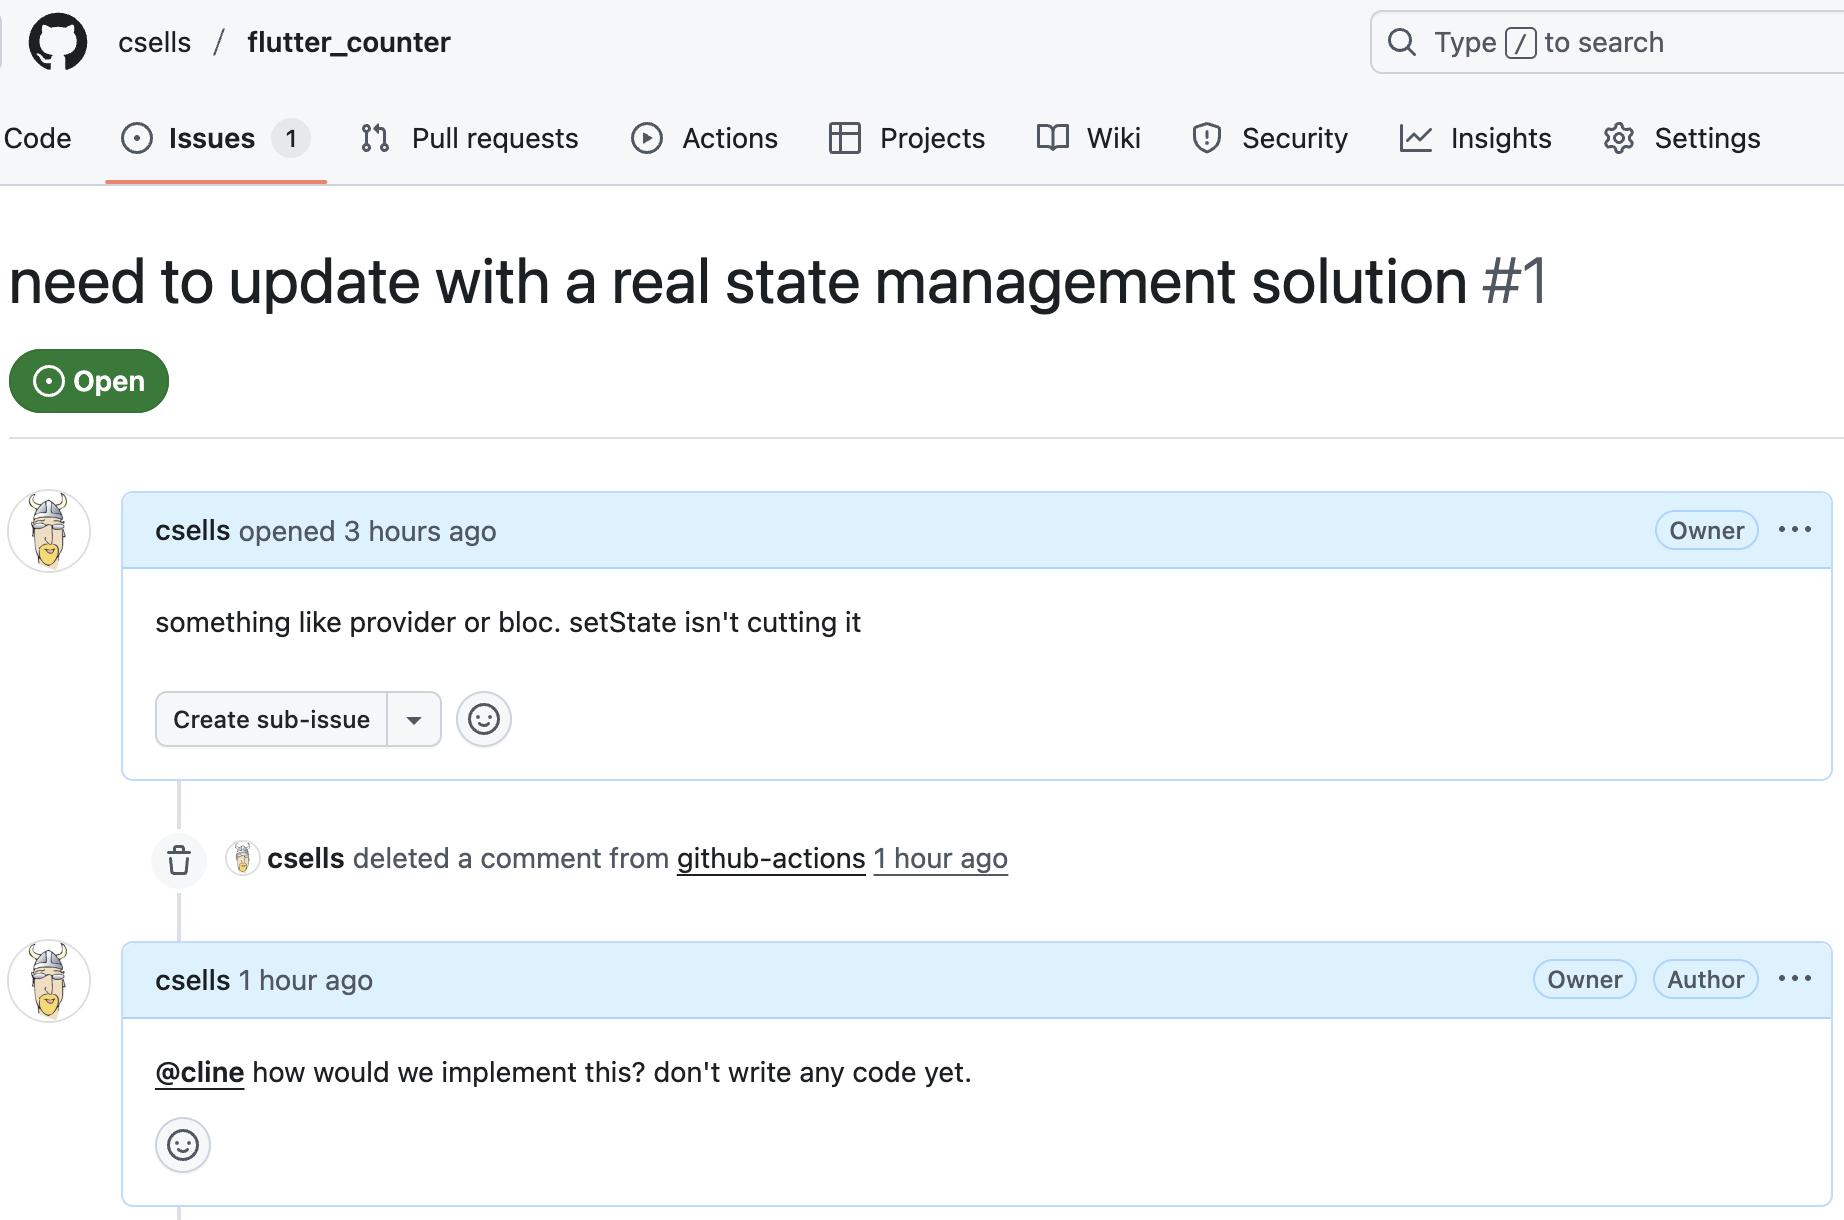 csells / flutter_counter
Type / to search
Code Issues 1 Pull requests Actions Projects Wiki Security Insights Settings
need to update with a real state management solution #1
Open
csells opened 3 hours ago Owner
something like provider or bloc. setState isn't cutting it
Create sub-issue
csells deleted a comment from github-actions 1 hour ago
csells 1 hour ago Owner Author
@cline how would we implement this? don't write any code yet.